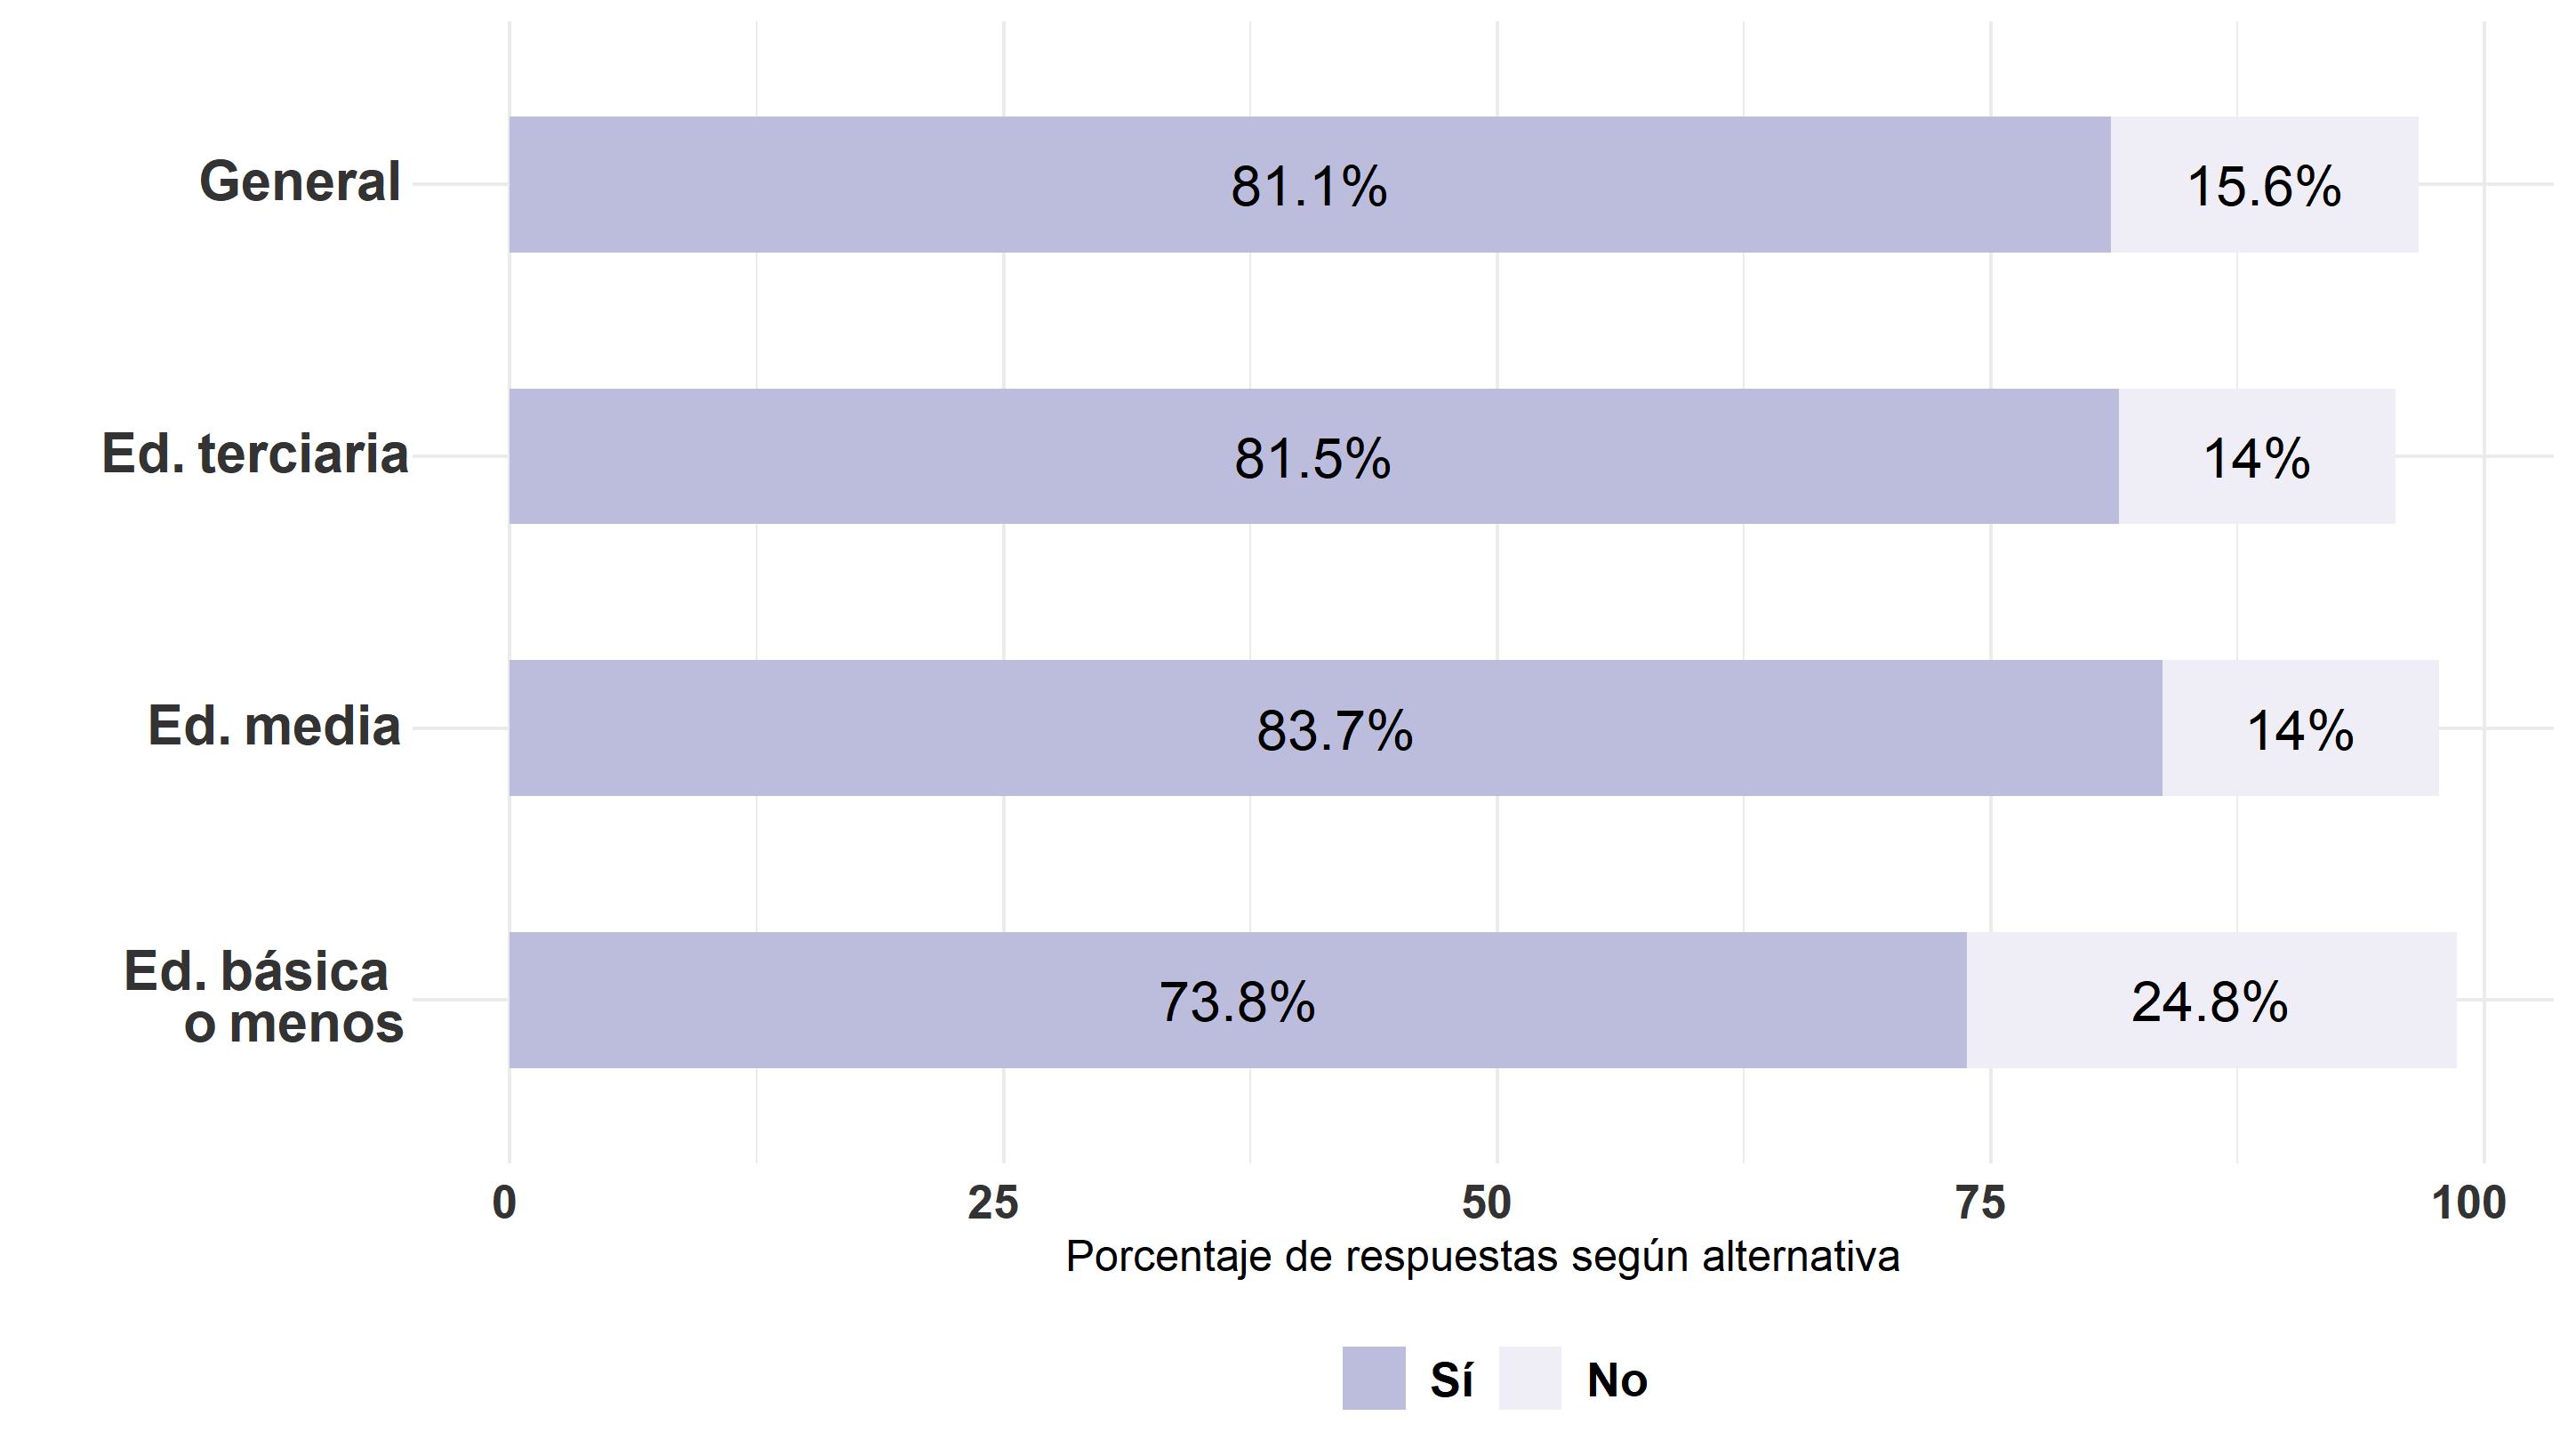 General
81.1%
15.6%
Ed. terciaria
81.5%
14%
Ed. media
83.7%
14%
Ed. básica
o menos
73.8%
24.8%
0
25
50
75
100
Porcentaje de respuestas según alternativa
Sí
No